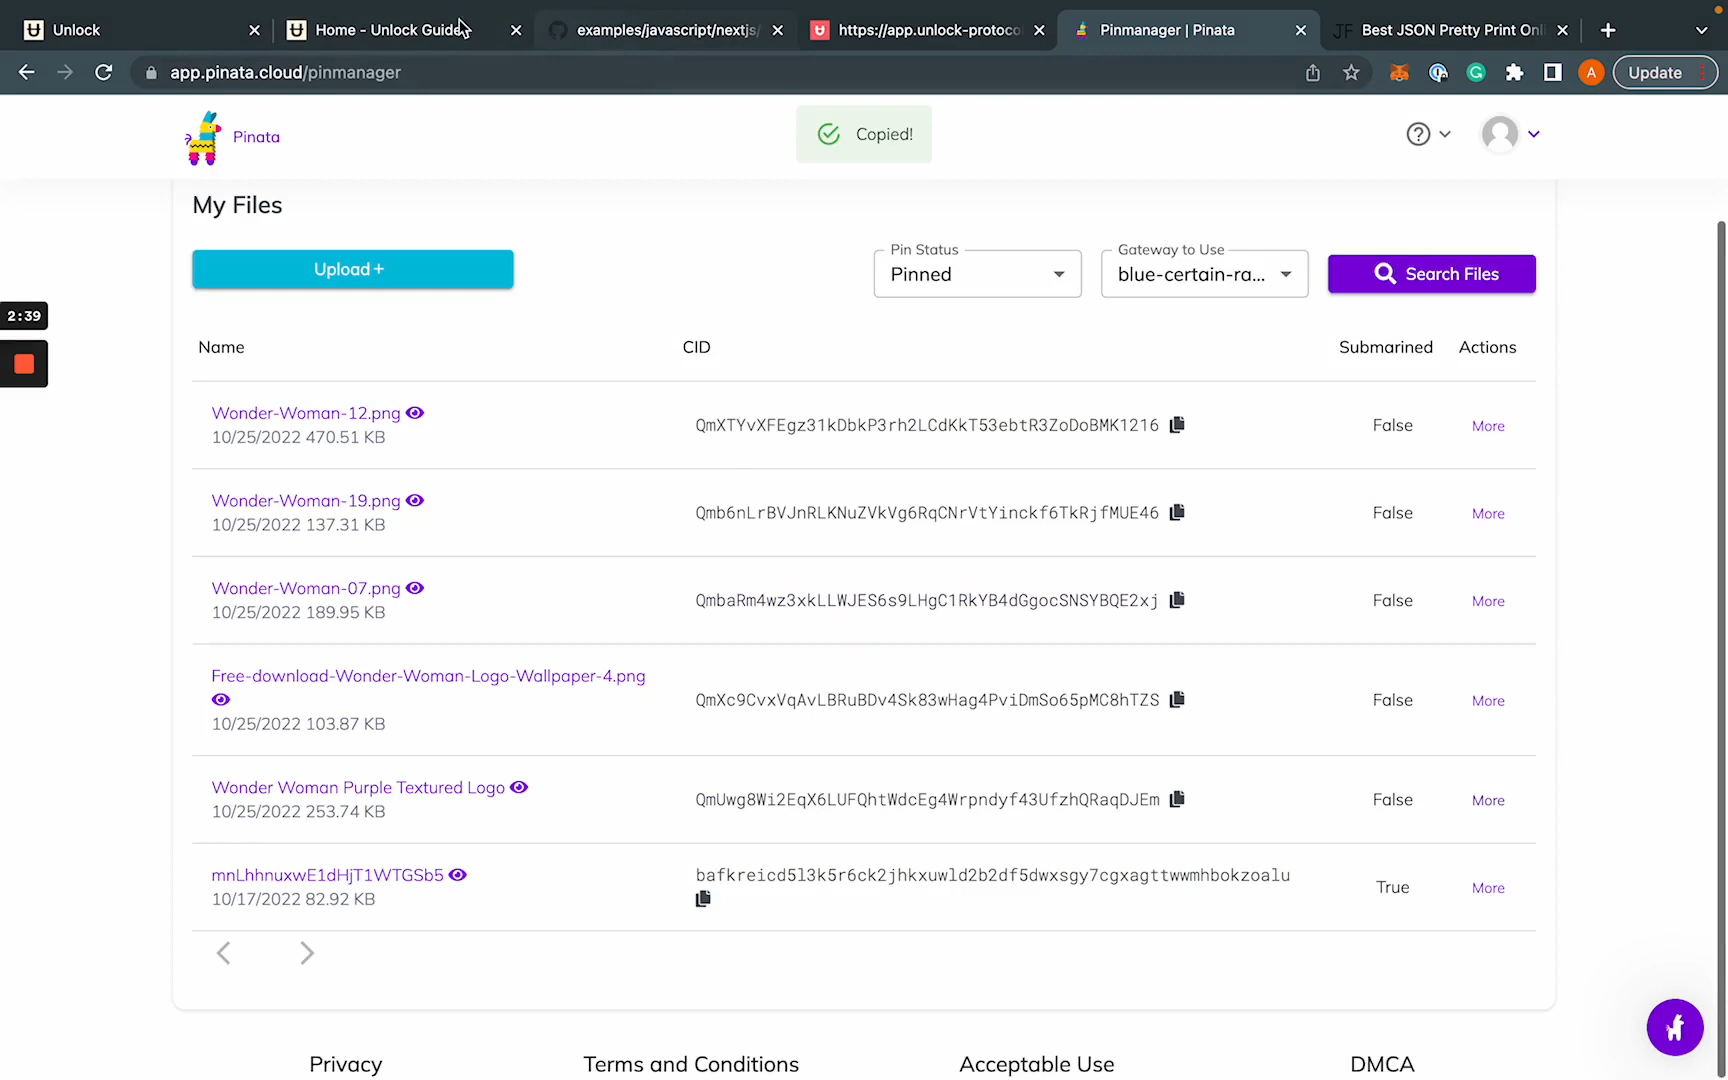 Unlock
Home - Unlock Guide
examples/javascript/nextjs/
https://app.unlock-protoco
Pinmanager | Pinata
JF Best JSON Pretty Print Onl
app.pinata.cloud/pinmanager
A
Update
Pinata
Copied!
My Files
Upload +
Pin Status
Pinned
Gateway to Use
blue-certain-ra...
Search Files
2:39
Name
CID
Submarined
Actions
Wonder-Woman-12.png
10/25/2022 470.51 KB
QmXTYvXFEgz31kDbkP3rh2LCdKkT53ebtR3ZoDoBMK1216
False
More
Wonder-Woman-19.png
10/25/2022 137.31 KB
Qmb6nLrBVJnRLKNuZVkVg6RqCNrVtYinckf6TkRjfMUE46
False
More
Wonder-Woman-07.png
10/25/2022 189.95 KB
QmbaRm4wz3xkLLWJES6s9LHgC1RkYB4dGgocSNSYBQE2xj
False
More
Free-download-Wonder-Woman-Logo-Wallpaper-4.png
10/25/2022 103.87 KB
QmXc9CvxVqAvLBRuBDv4Sk83wHag4PviDmSo65pMC8hTZS
False
More
Wonder Woman Purple Textured Logo
10/25/2022 253.74 KB
QmUwg8Wi2EqX6LUFQhtWdcEg4Wrpndyf43UfzhQRaqDJEm
False
More
mnLhhnuxwE1dHjT1WTGSb5
10/17/2022 82.92 KB
bafkreicd5l3k5r6ck2jhkxuwld2b2df5dwxsgy7cgxagttwwmhbokzoalu
True
More
Privacy
Terms and Conditions
Acceptable Use
DMCA